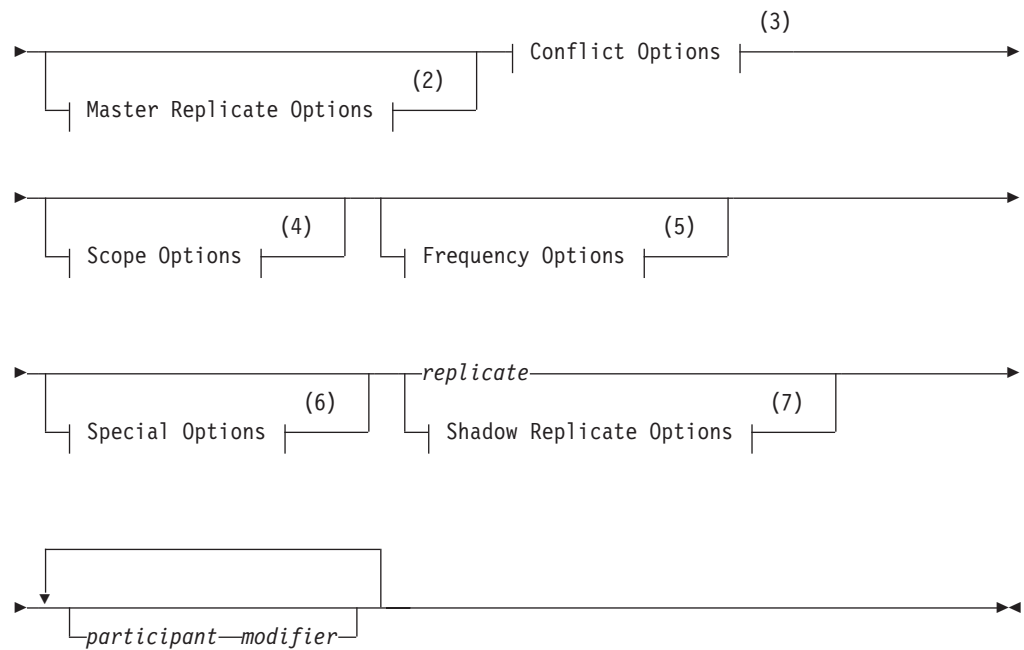 (3)
Conflict Options
(2)
Master Replicate Options
(4) (5)
Scope Options Frequency Options
replicate
(6) (7)
Special Options Shadow Replicate Options
participant modifier